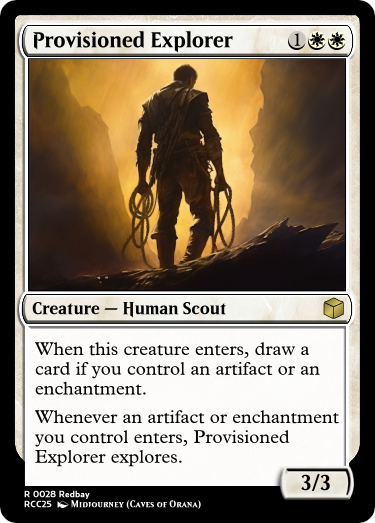 Provisioned Explorer 1
Creature — Human Scout
When this creature enters, draw a
card if you control an artifact or an
enchantment.
Whenever an artifact or enchantment
you control enters, Provisioned
Explorer explores.
3/3
R 0028 Redbay
RCC25 Midjourney (Caves of Orana)